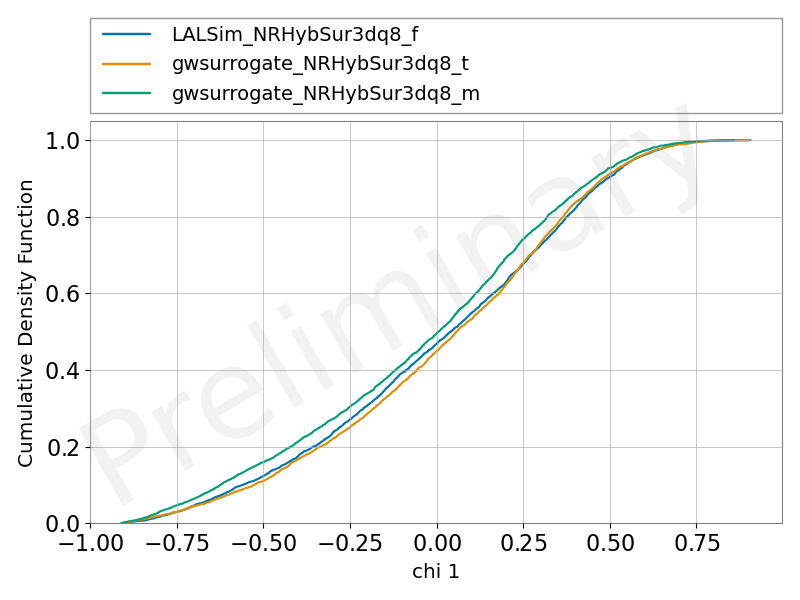 LALSim_NRHybSur3dq8_f
gwsurrogate_NRHybSur3dq8_t
gwsurrogate_NRHybSur3dq8_m
Preliminary
Cumulative Density Function
1.0
0.8
0.6
0.4
0.2
0.0
−1.00 −0.75 −0.50 −0.25 0.00 0.25 0.50 0.75
chi 1